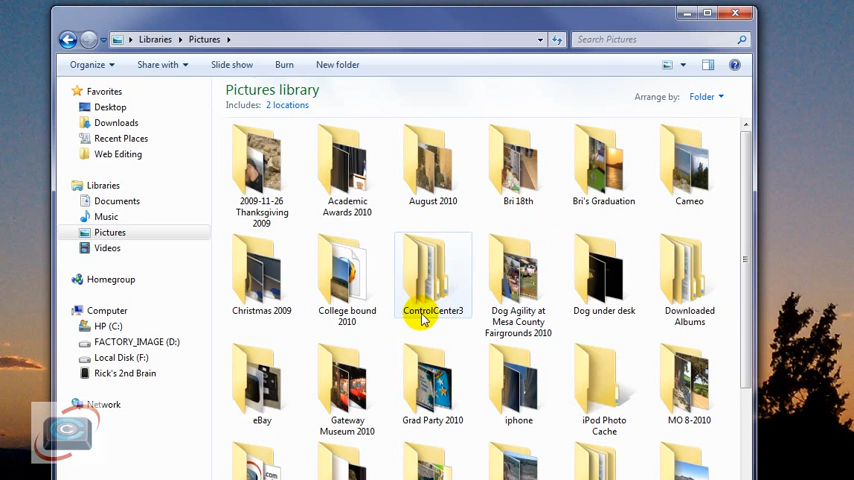 Libraries Pictures
Search Pictures
Organize Share with Slide show Burn New folder
Pictures library
Includes: 2 locations
Arrange by: Folder
Favorites
Desktop
Downloads
Recent Places
Web Editing
Libraries
Documents
Music
Pictures
Videos
Homegroup
Computer
HP (C:)
FACTORY_IMAGE (D:)
Local Disk (F:)
Rick's 2nd Brain
Network
2009-11-26
Thanksgiving
2009
Academic
Awards 2010
August 2010
Bri 18th
Bri's Graduation
Cameo
Christmas 2009
College bound
2010
ControlCenter3
Dog Agility at
Mesa County
Fairgrounds 2010
Dog under desk
Downloaded
Albums
eBay
Gateway
Museum 2010
Grad Party 2010
iphone
iPod Photo
Cache
MO 8-2010
.com